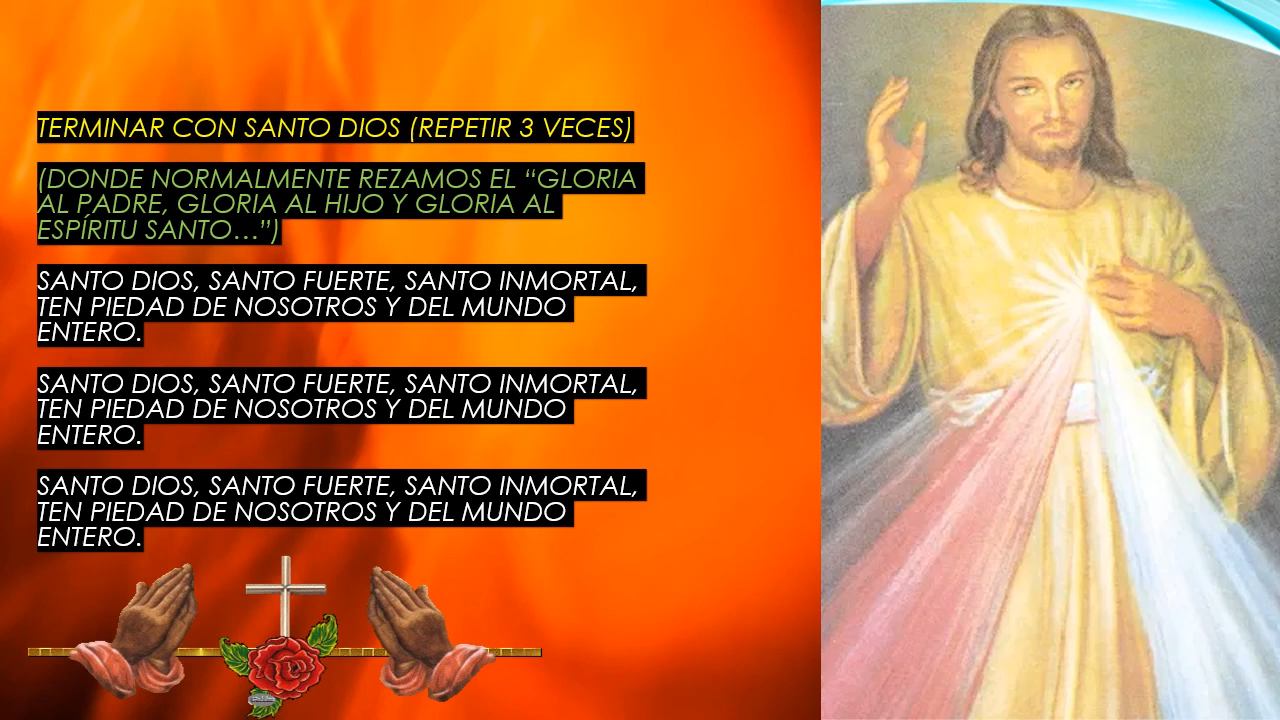 TERMINAR CON SANTO DIOS (REPETIR 3 VECES)
(DONDE NORMALMENTE REZAMOS EL “GLORIA
AL PADRE, GLORIA AL HIJO Y GLORIA AL
ESPÍRITU SANTO…”)
SANTO DIOS, SANTO FUERTE, SANTO INMORTAL,
TEN PIEDAD DE NOSOTROS Y DEL MUNDO
ENTERO.
SANTO DIOS, SANTO FUERTE, SANTO INMORTAL,
TEN PIEDAD DE NOSOTROS Y DEL MUNDO
ENTERO.
SANTO DIOS, SANTO FUERTE, SANTO INMORTAL,
TEN PIEDAD DE NOSOTROS Y DEL MUNDO
ENTERO.